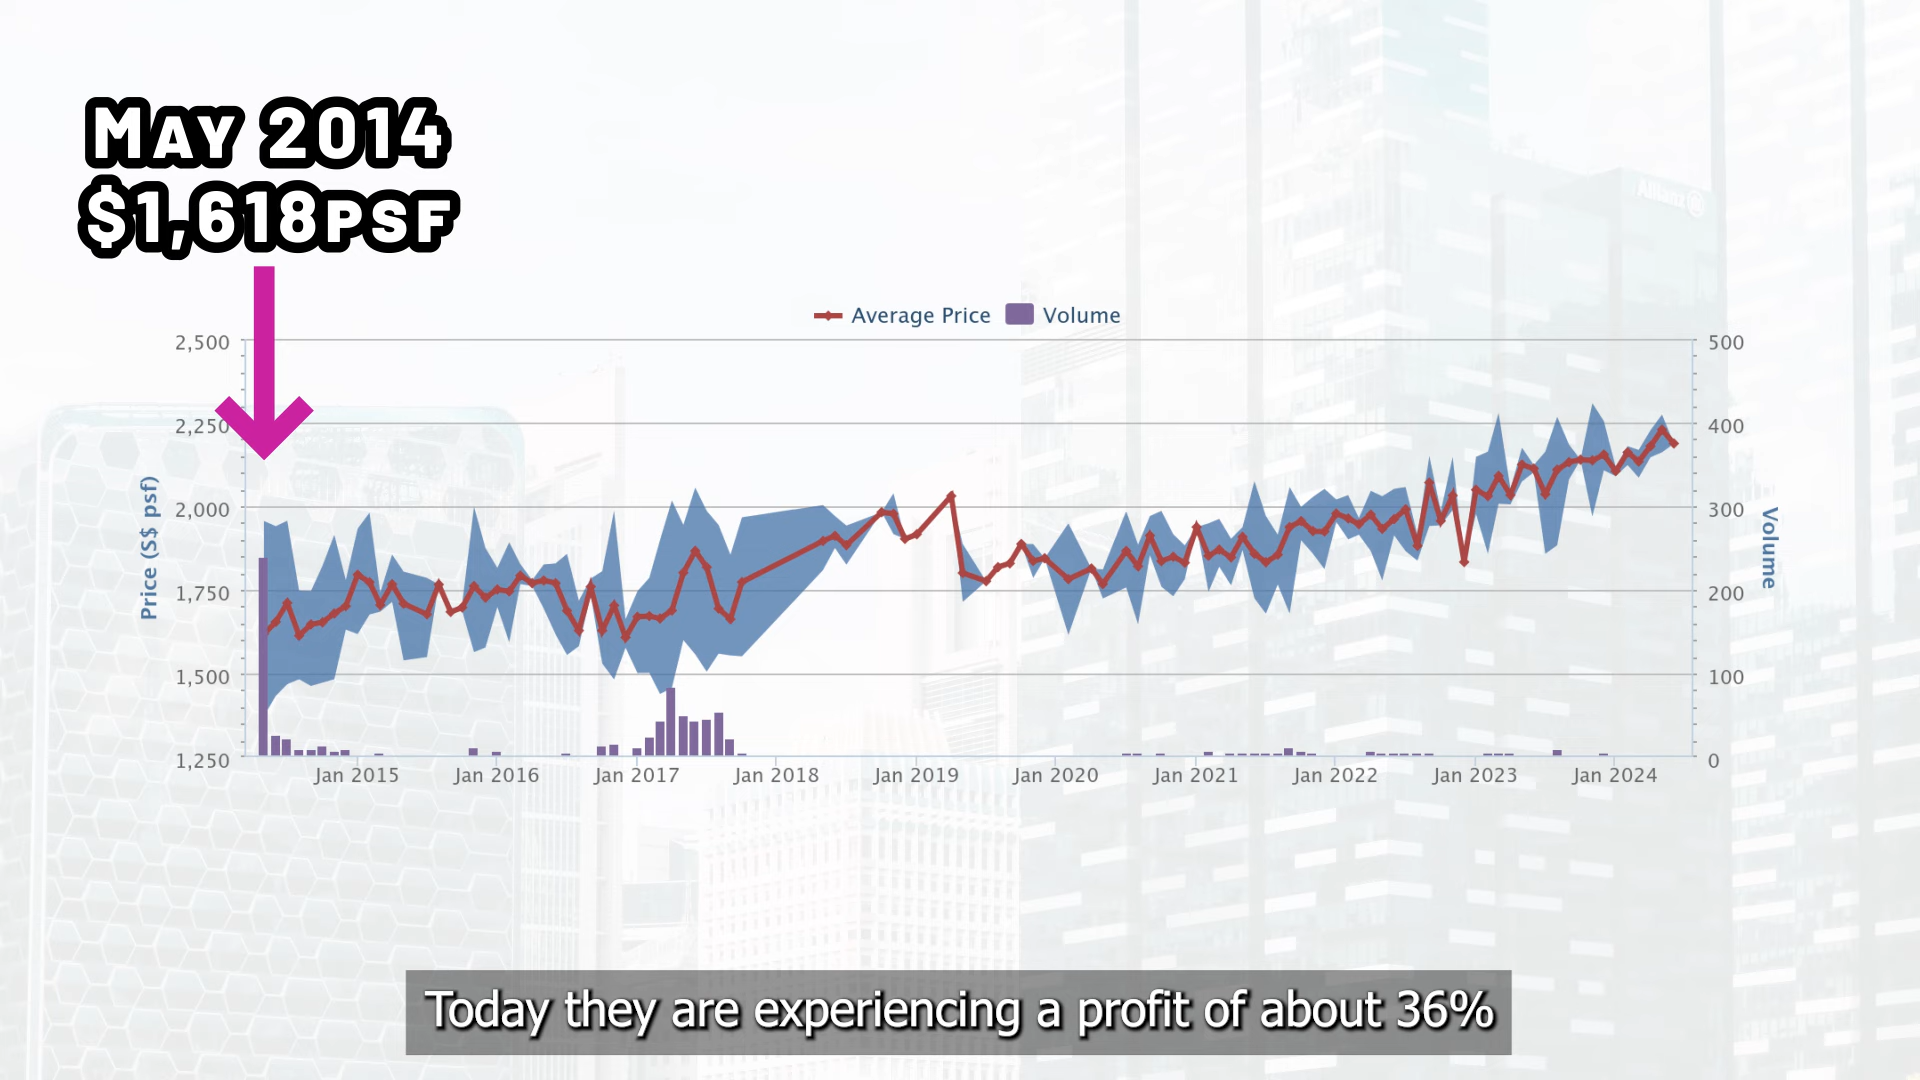 May 2014
$1,618psf
Average Price
Volume
2,500
2,250
2,000
1,750
1,500
1,250
Price (S$ psf)
500
400
300
200
100
0
Volume
Jan 2015
Jan 2016
Jan 2017
Jan 2018
Jan 2019
Jan 2020
Jan 2021
Jan 2022
Jan 2023
Jan 2024
Allianz
Today they are experiencing a profit of about 36%